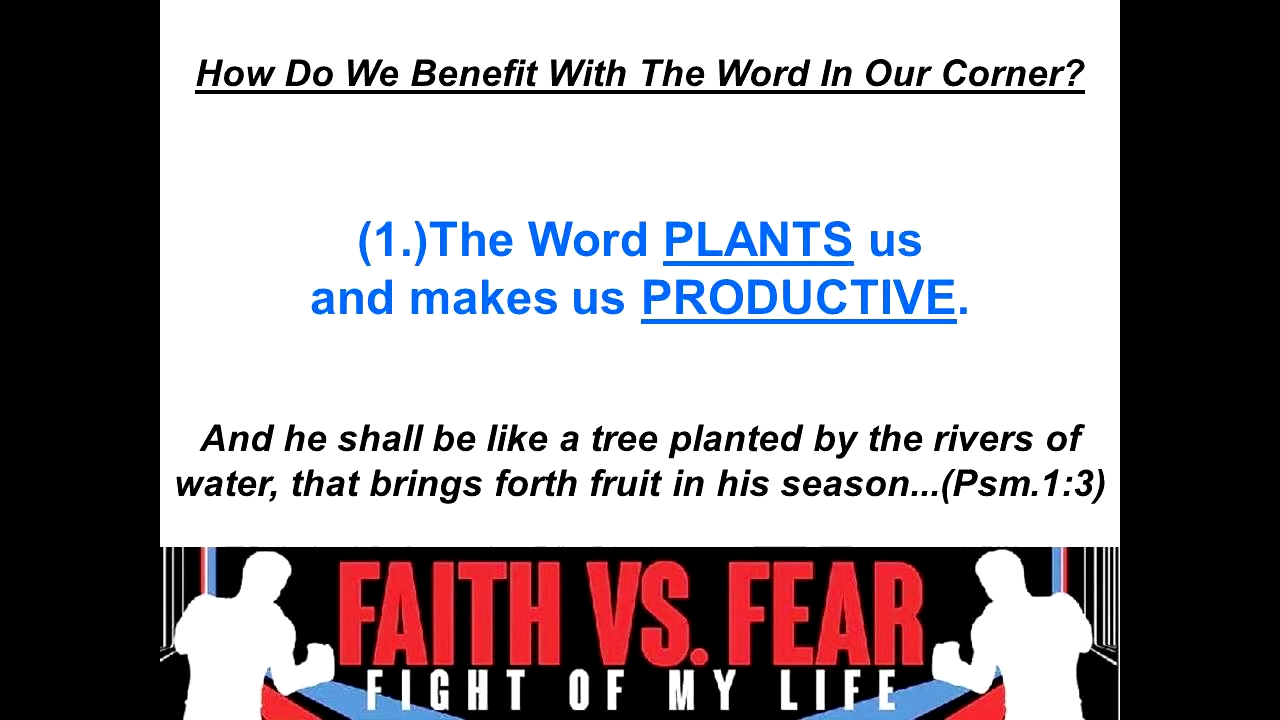 How Do We Benefit With The Word In Our Corner?
(1.)The Word PLANTS us
and makes us PRODUCTIVE.
And he shall be like a tree planted by the rivers of
water, that brings forth fruit in his season...(Psm.1:3)
FAITH VS. FEAR
FIGHT OF MY LIFE